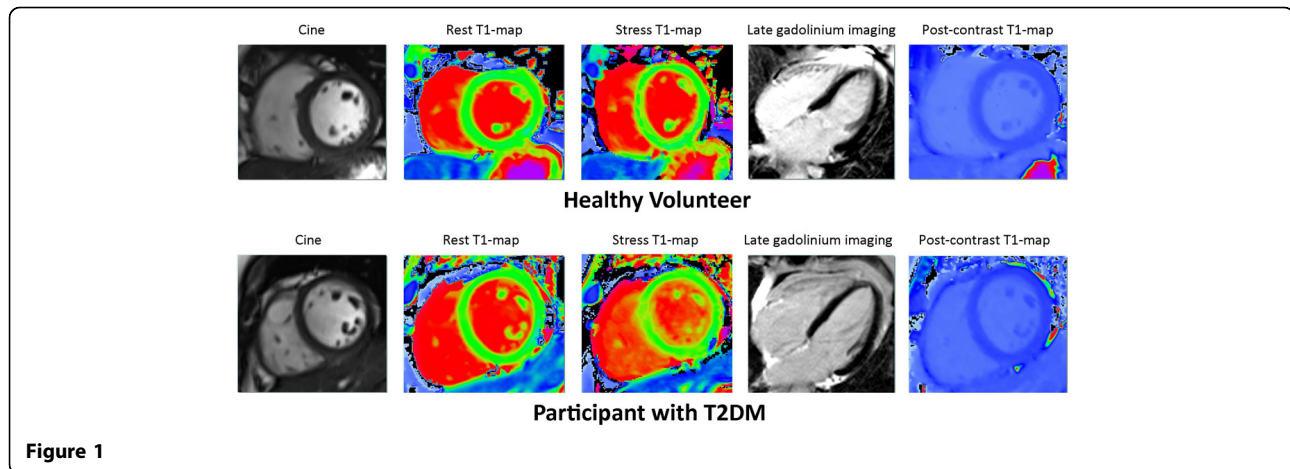 Cine Rest T1-map Stress T1-map Late gadolinium imaging Post-contrast T1-map
Healthy Volunteer
Cine Rest T1-map Stress T1-map Late gadolinium imaging Post-contrast T1-map
Participant with T2DM
Figure 1